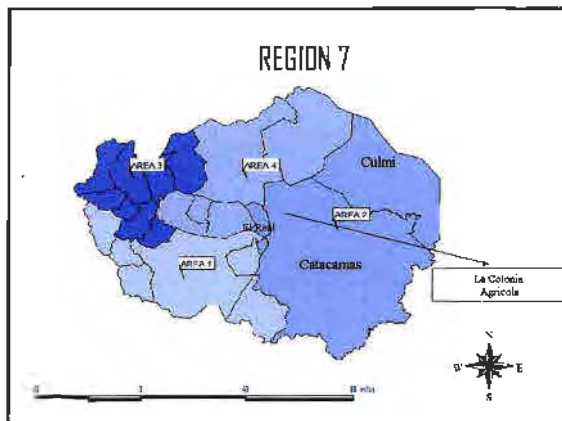 REGION 7
Culmi
AREA 3
AREA 4
AREA 2
El Real
AREA 1
Catacamas
La Colonia
Agricola
N
W E
S